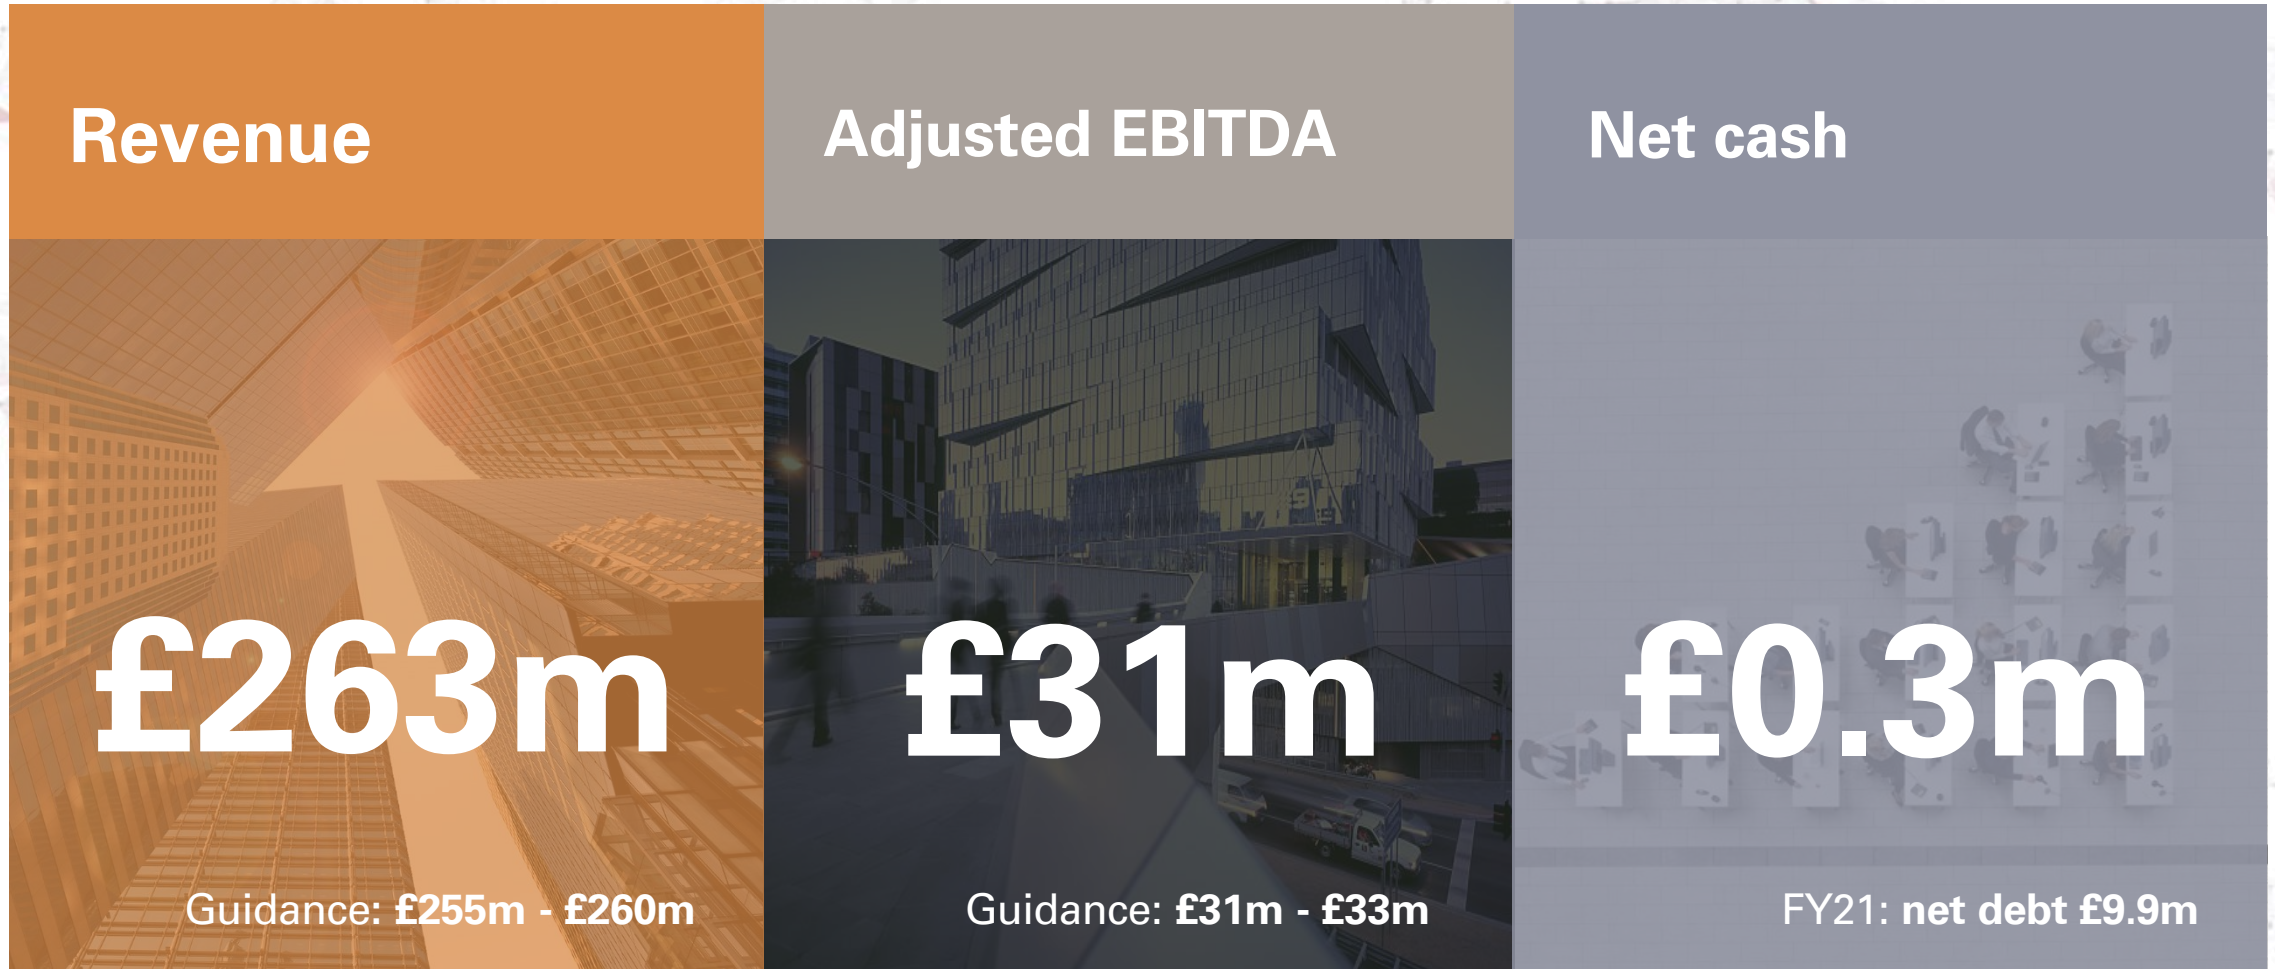 Revenue
£263m
Guidance: £255m - £260m
Adjusted EBITDA
£31m
Guidance: £31m - £33m
Net cash
£0.3m
FY21: net debt £9.9m